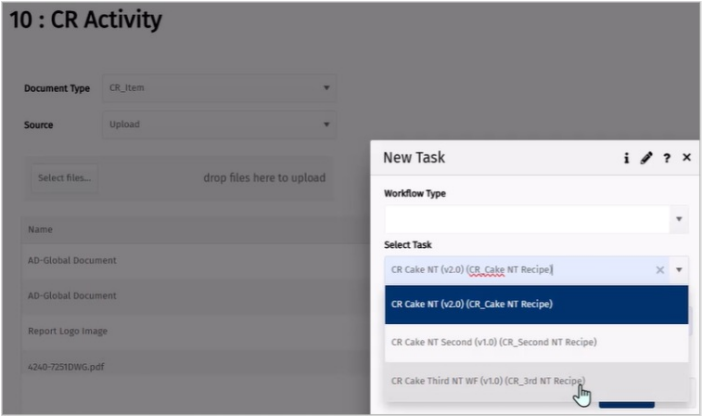 10 : CR Activity
Document Type CR_Item
Source Upload
Select files... drop files here to upload
Name
AD-Global Document
AD-Global Document
Report Logo Image
4240-7251DWG.pdf
New Task
Workflow Type
Select Task
CR Cake NT (v2.0) (CR_Cake NT Recipe)
CR Cake NT (v2.0) (CR_Cake NT Recipe)
CR Cake NT Second (v1.0) (CR_Second NT Recipe)
CR Cake Third NT WF (v1.0) (CR_3rd NT Recipe)